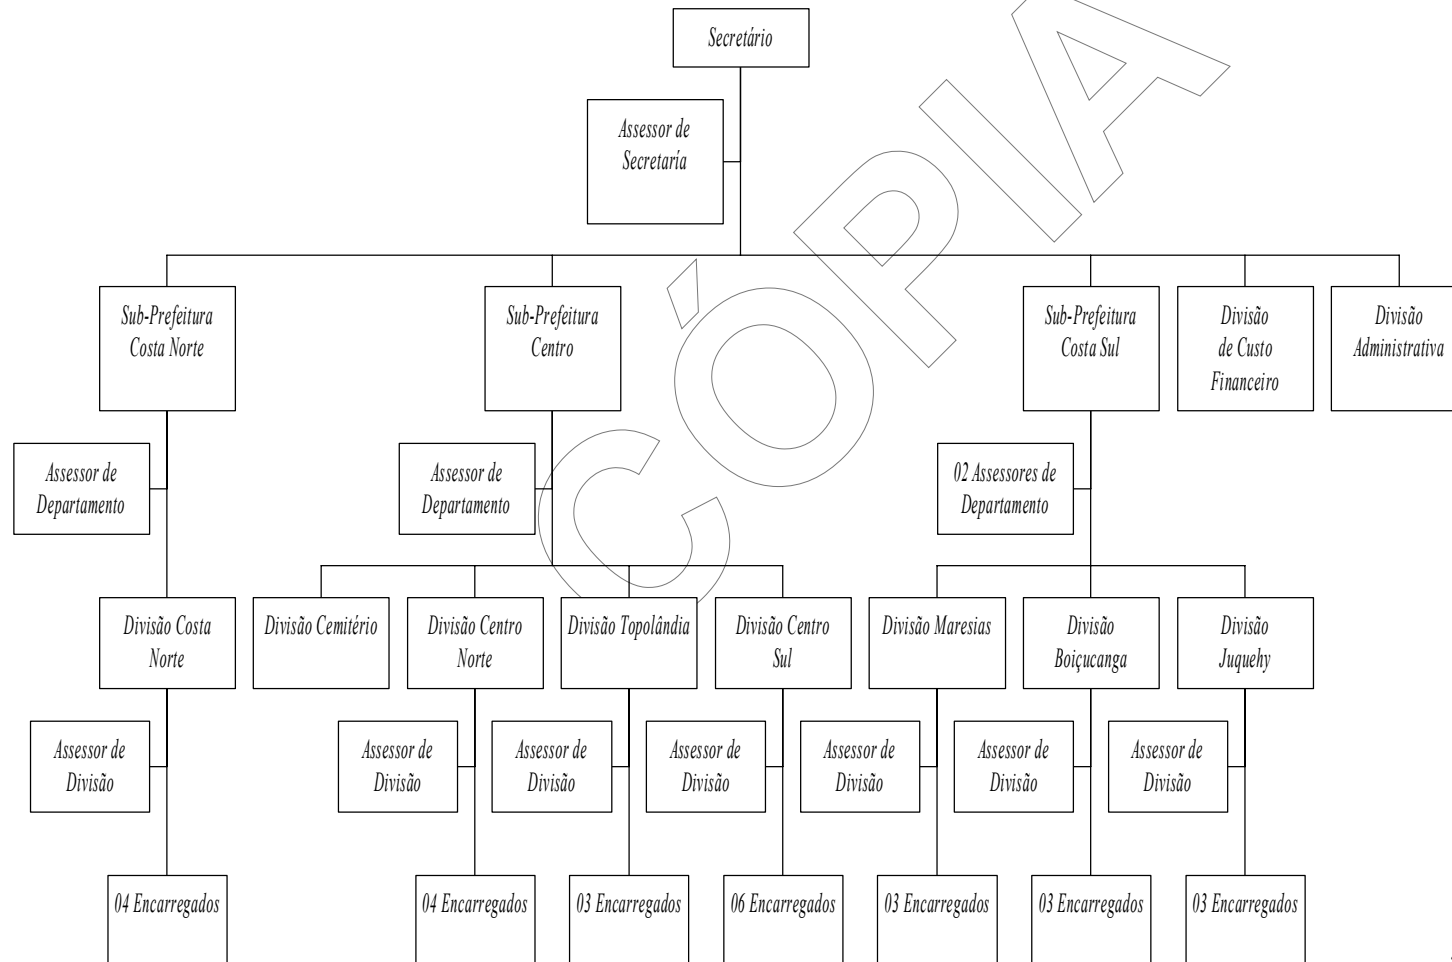 Secretário
Assessor de
Secretaría
Sub-Prefeitura
Costa Norte
Sub-Prefeitura
Centro
Sub-Prefeitura
Costa Sul
Divisão
de Custo
Financeiro
Divisão
Administrativa
Assessor de
Departamento
Assessor de
Departamento
02 Assessores de
Departamento
Divisão Costa
Norte
Divisão Cemitério
Divisão Centro
Norte
Divisão Topolândia
Divisão Centro
Sul
Divisão Maresias
Divisão
Boiçucanga
Divisão
Juquehy
Assessor de
Divisão
Assessor de
Divisão
Assessor de
Divisão
Assessor de
Divisão
Assessor de
Divisão
Assessor de
Divisão
Assessor de
Divisão
04 Encarregados
04 Encarregados
03 Encarregados
06 Encarregados
03 Encarregados
03 Encarregados
03 Encarregados
CÓPIA